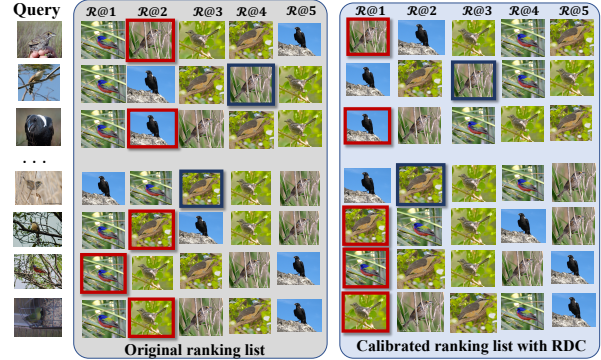 Query R@1 R@2 R@3 R@4 R@5 R@1 R@2 R@3 R@4 R@5
...
Original ranking list Calibrated ranking list with RDC